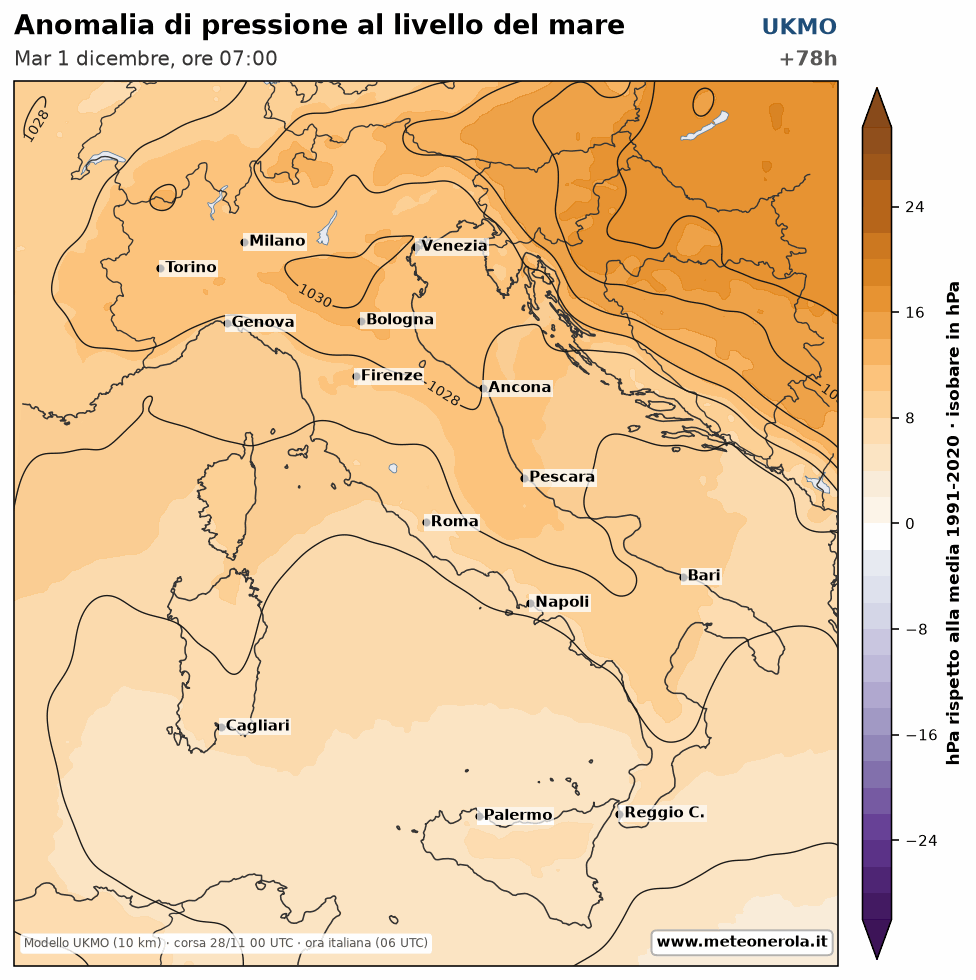 Anomalia di pressione al livello del mare
UKMO
Mar 1 dicembre, ore 07:00
+78h
1028
Milano
Venezia
Torino
1030
Genova
Bologna
Firenze
1028
Ancona
10
Pescara
Roma
Bari
Napoli
Cagliari
Palermo
Reggio C.
24
16
8
0
−8
−16
−24
hPa rispetto alla media 1991-2020 · isobare in hPa
Modello UKMO (10 km) · corsa 28/11 00 UTC · ora italiana (06 UTC)
www.meteonerola.it